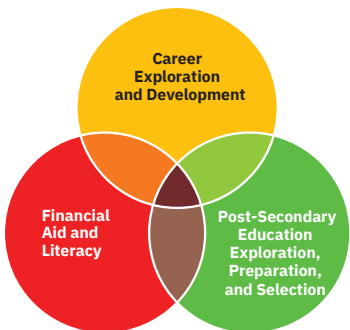 Career
Exploration
and Development
Financial
Aid and
Literacy
Post-Secondary
Education
Exploration,
Preparation,
and Selection